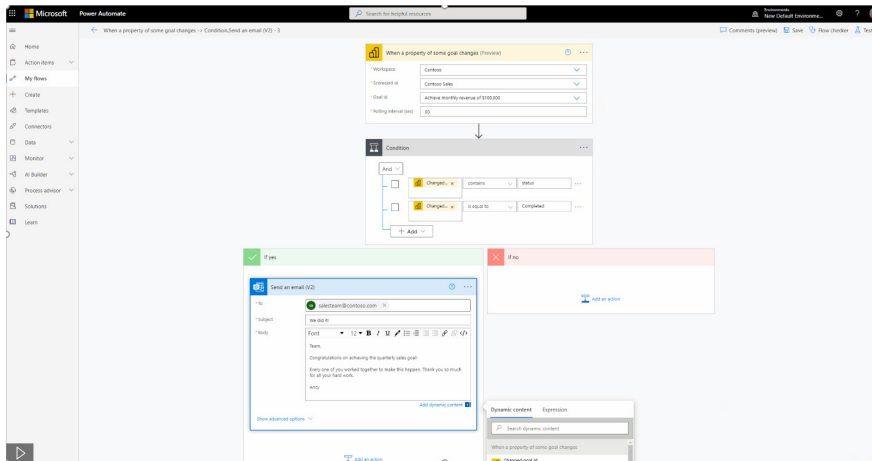 Microsoft Power Automate Search for helpful resources Environments
New Default Environme...
When a property of some goal changes -> Condition,Send an email (V2) - 3 Comments (preview) Save Flow checker Test
Home
Action items
My flows
Create
Templates
Connectors
Data
Monitor
AI Builder
Process advisor
Solutions
Learn
When a property of some goal changes (Preview)
* Workspace Contoso
* Scorecard Id Contoso Sales
* Goal Id Achieve monthly revenue of $100,000
* Polling interval (sec) 30
Condition
And
Changed... x contains status
Changed... x is equal to Completed
+ Add
If yes
If no
Send an email (V2)
* To salesteam@contoso.com x
* Subject We did it!
* Body Font 12 B I U </>
Team,
Congratulations on achieving the quarterly sales goal!
Every one of you worked together to make this happen. Thank you so much
for all your hard work.
Add dynamic content
Show advanced options
Add an action
Add an action
Dynamic content Expression
Search dynamic content
When a property of some goal changes
Changed goal id